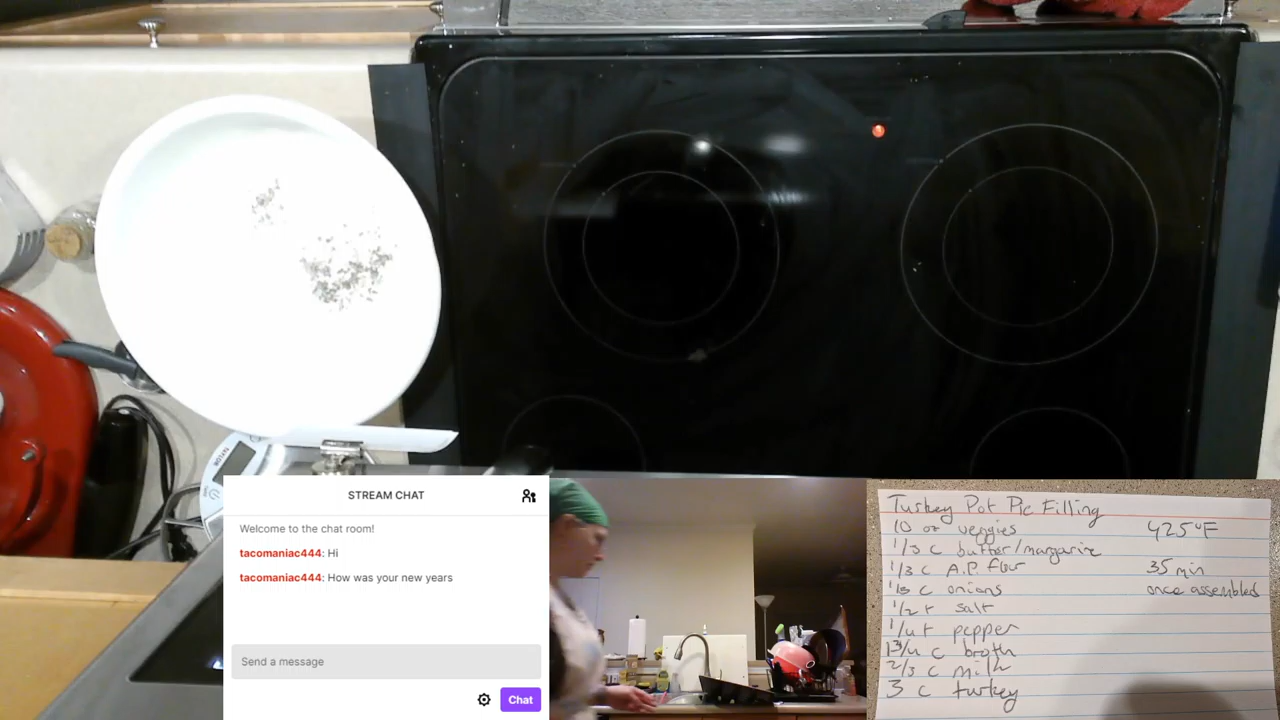 STREAM CHAT
Welcome to the chat room!
tacomaniac444: Hi
tacomaniac444: How was your new years
Send a message
Chat
Turkey Pot Pie Filling
10 oz veggies 425°F
1/3 c butter/margarine
1/3 c A.P. flour 35 min
1/3 c onions once assembled
1/2 t salt
1/4 t pepper
1 3/4 c broth
2/3 c milk
3 c turkey